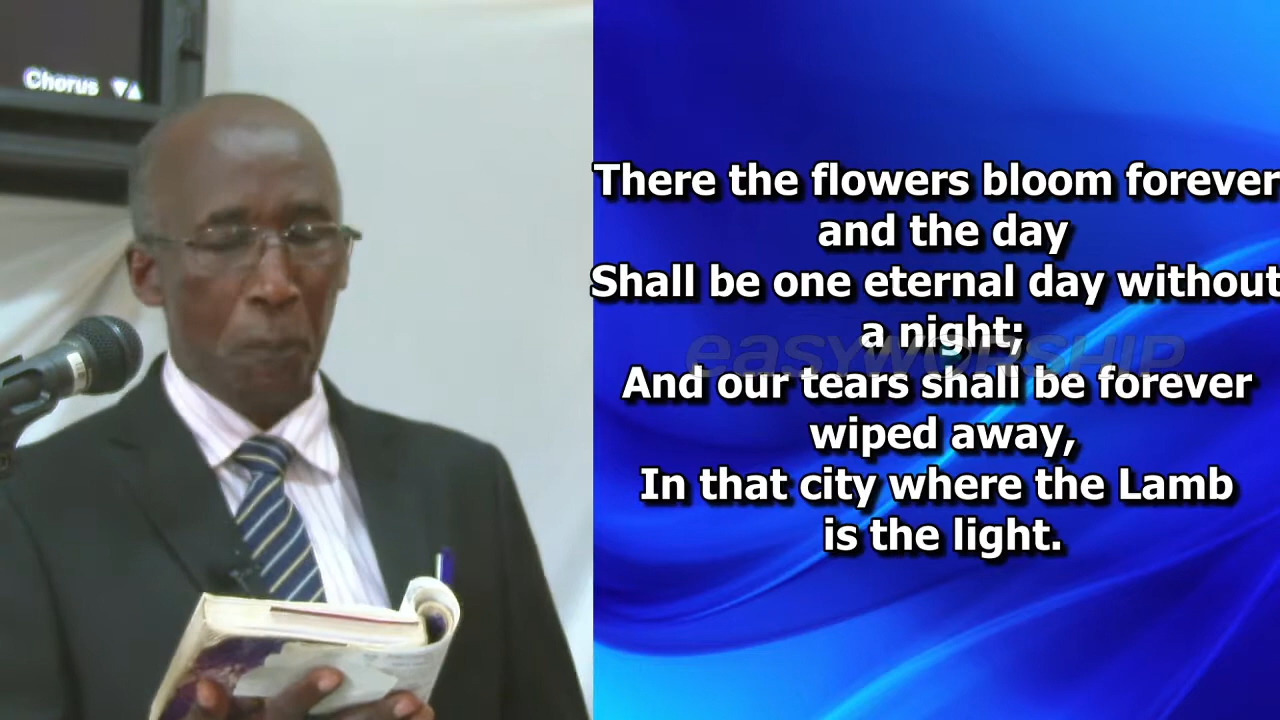 Chorus ▼▲
There the flowers bloom forever
and the day
Shall be one eternal day without
a night;
easyworship
And our tears shall be forever
wiped away,
In that city where the Lamb
is the light.